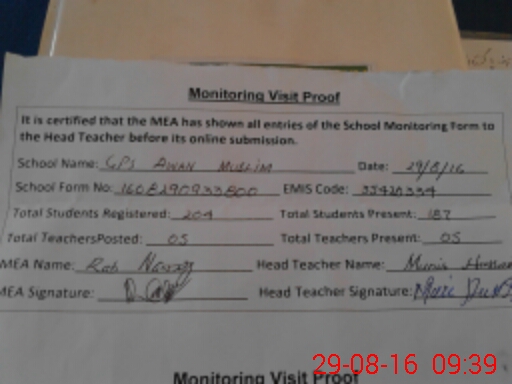 Monitoring Visit Proof
It is certified that the MEA has shown all entries of the School Monitoring Form to
the Head Teacher before its online submission.
School Name: GPS AWAN MUSLIM Date: 29/8/16
School Form No: 1608290933800 EMIS Code:
Total Students Registered: 204 Total Students Present: 187
Total TeachersPosted: 05 Total Teachers Present: 05
MEA Name: Rab Nawaz Head Teacher Name: Munir
MEA Signature: Head Teacher Signature:
Monitoring Visit Proof
29-08-16 09:39